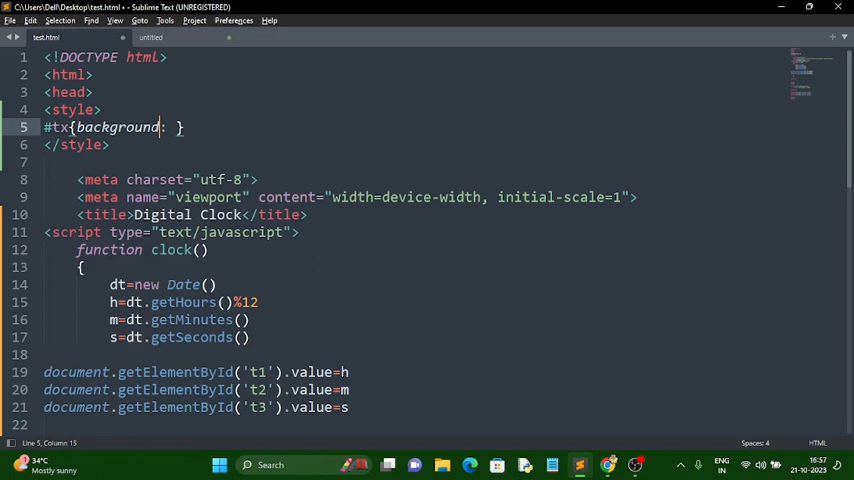 C:\Users\Dell\Desktop\test.html • - Sublime Text (UNREGISTERED)
File Edit Selection Find View Goto Tools Project Preferences Help
test.html untitled
1 <!DOCTYPE html>
2 <html>
3 <head>
4 <style>
5 #tx{background: }
6 </style>
7
8 <meta charset="utf-8">
9 <meta name="viewport" content="width=device-width, initial-scale=1">
10 <title>Digital Clock</title>
11 <script type="text/javascript">
12 function clock()
13 {
14 dt=new Date()
15 h=dt.getHours()%12
16 m=dt.getMinutes()
17 s=dt.getSeconds()
18
19 document.getElementById('t1').value=h
20 document.getElementById('t2').value=m
21 document.getElementById('t3').value=s
22
Line 5, Column 15 Spaces: 4 HTML
34°C
Mostly sunny
Search
ENG
IN
16:57
21-10-2023